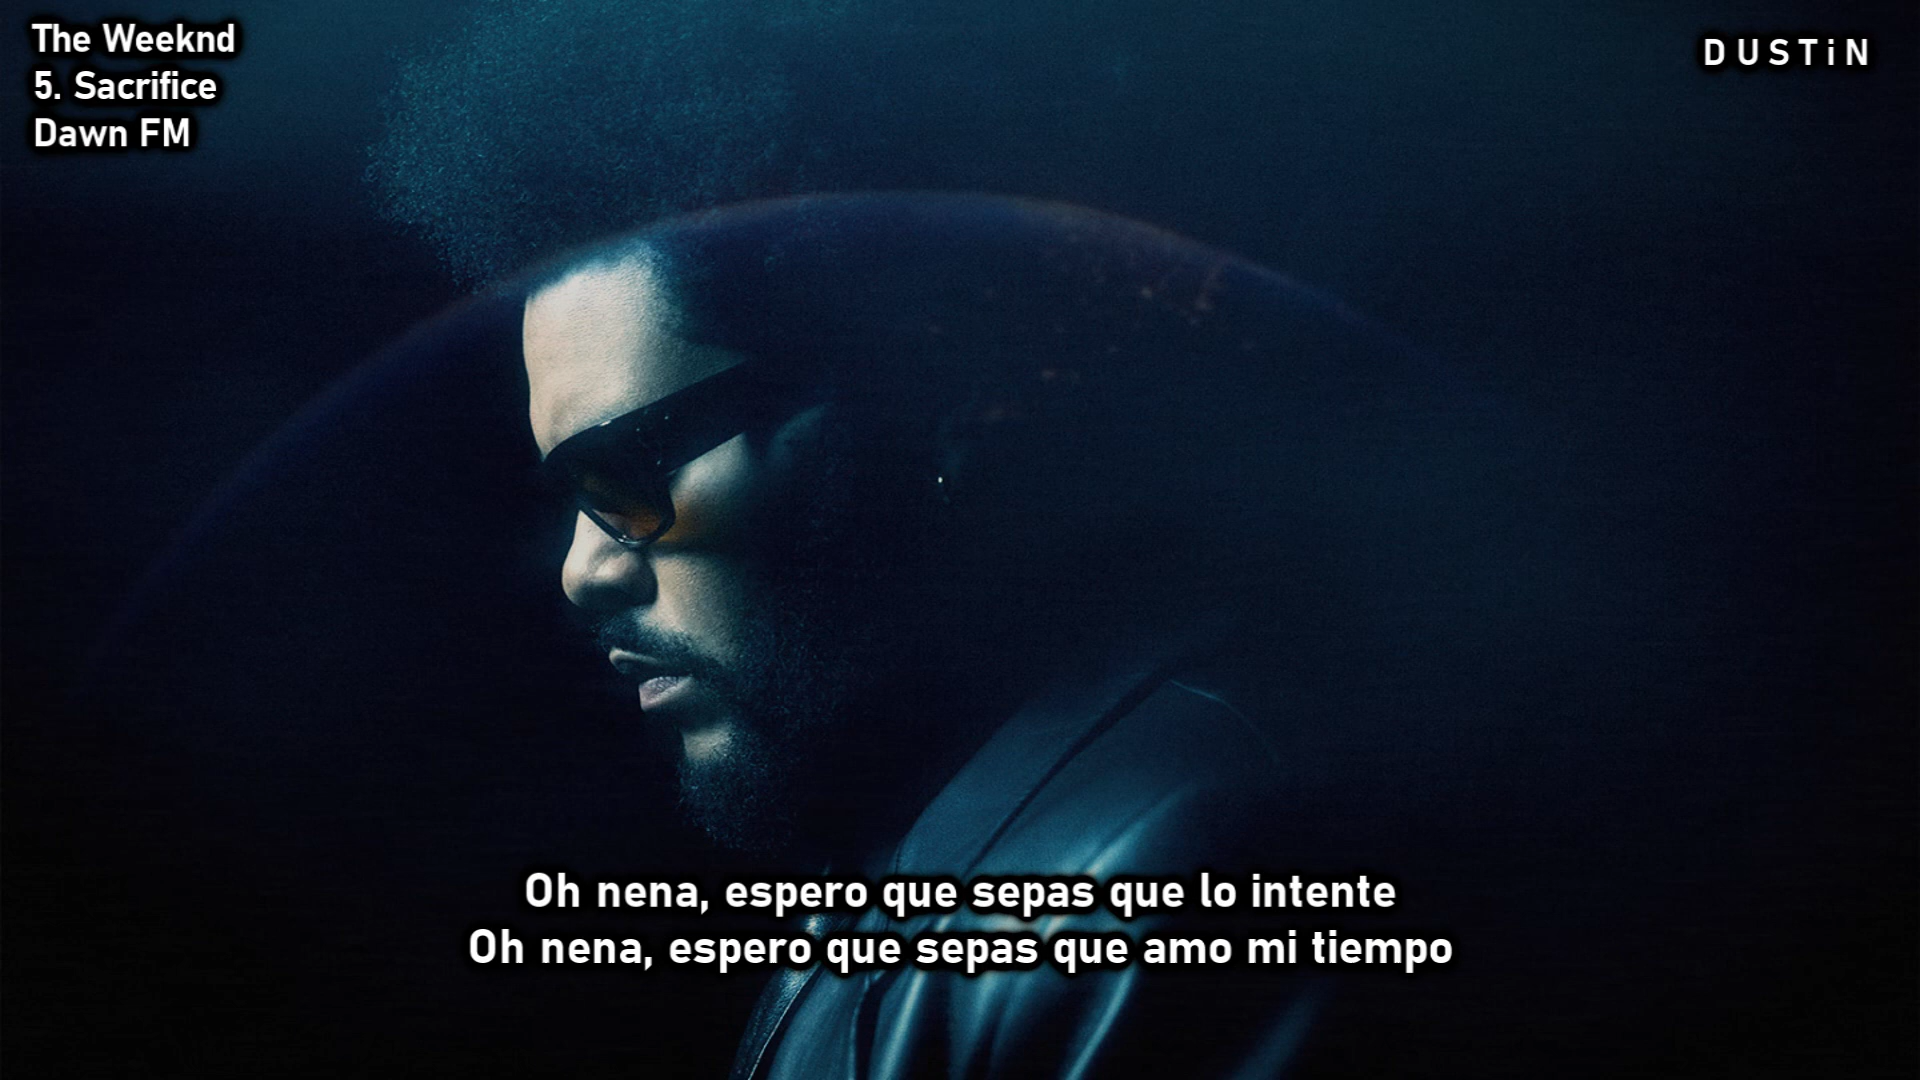 The Weeknd
5. Sacrifice
Dawn FM
DUSTiN
Oh nena, espero que sepas que lo intente
Oh nena, espero que sepas que amo mi tiempo